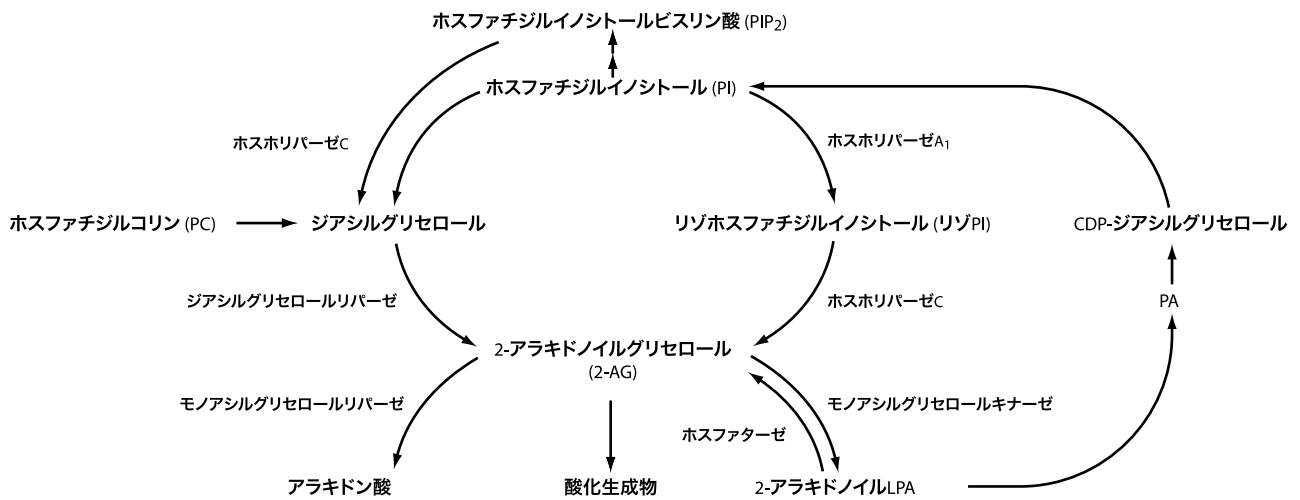 ホスファチジルイノシトールビスリン酸 (PIP₂)
ホスファチジルイノシトール (PI)
ホスホリパーゼC
ホスホリパーゼA₁
ホスファチジルコリン (PC)
ジアシルグリセロール
リゾホスファチジルイノシトール (リゾPI)
CDP-ジアシルグリセロール
ジアシルグリセロールリパーゼ
ホスホリパーゼC
PA
2-アラキドノイルグリセロール
(2-AG)
モノアシルグリセロールリパーゼ
モノアシルグリセロールキナーゼ
ホスファターゼ
アラキドン酸
酸化生成物
2-アラキドノイルLPA